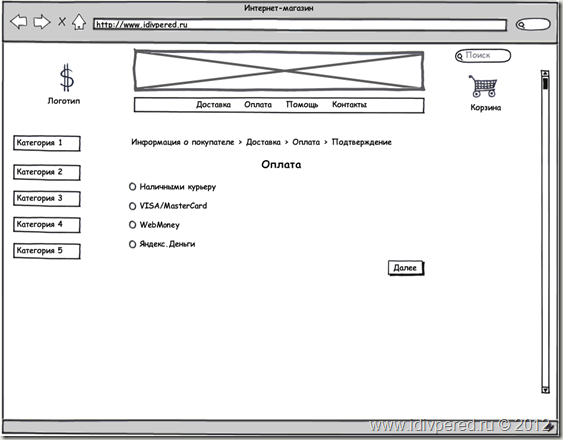 Интернет-магазин
http://www.idivpered.ru
Поиск
Логотип
Корзина
Доставка Оплата Помощь Контакты
Категория 1
Категория 2
Категория 3
Категория 4
Категория 5
Информация о покупателе > Доставка > Оплата > Подтверждение
Оплата
Наличными курьеру
VISA/MasterCard
WebMoney
Яндекс.Деньги
Далее
www.idivpered.ru © 2012